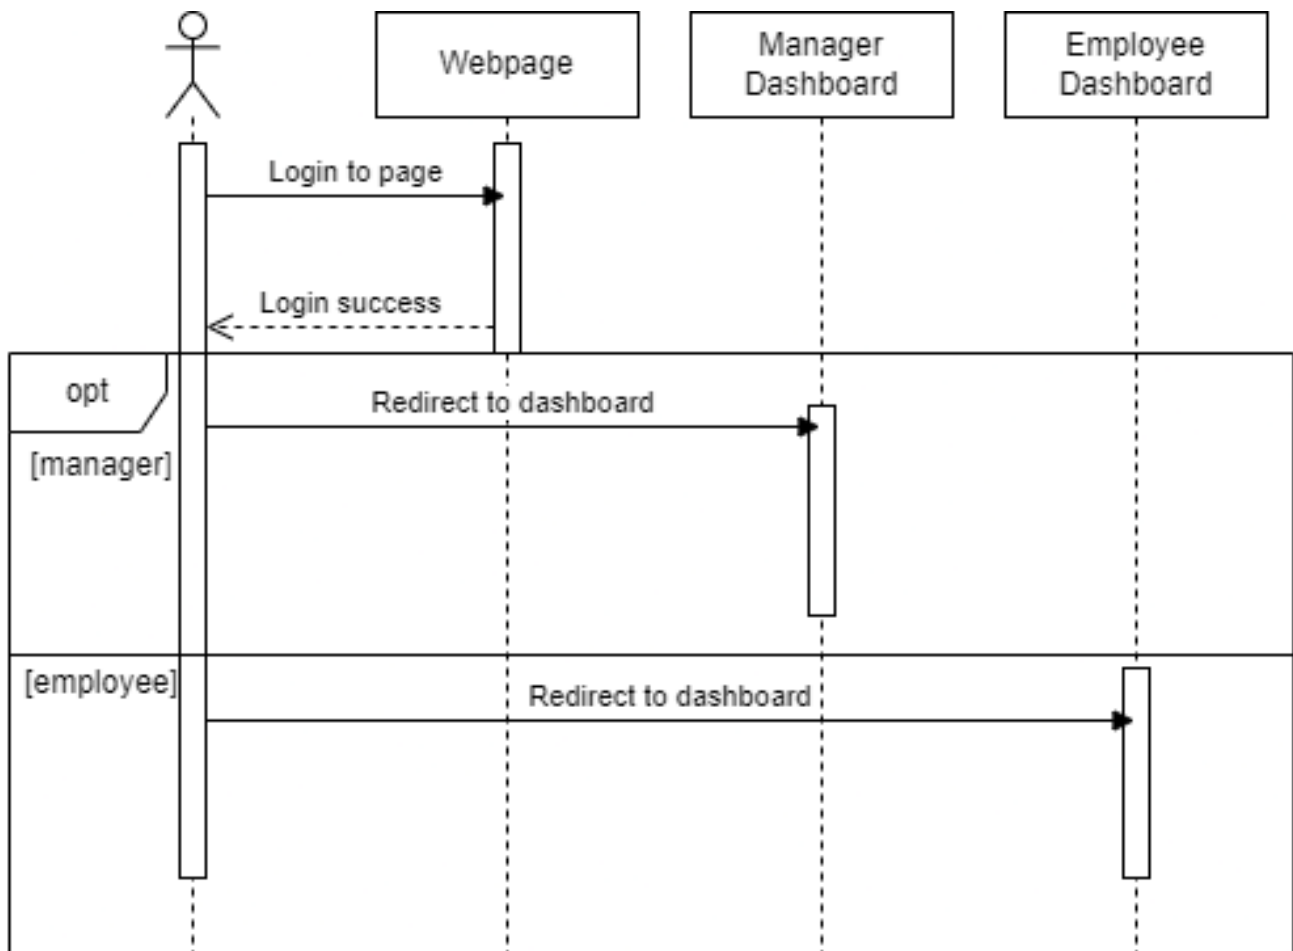 Webpage
Manager
Dashboard
Employee
Dashboard
Login to page
Login success
opt
Redirect to dashboard
[manager]
[employee]
Redirect to dashboard